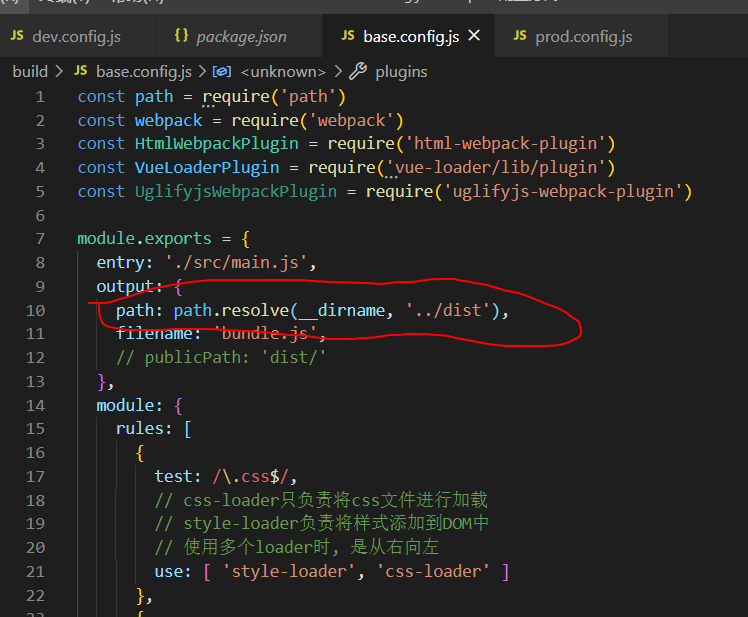 JS dev.config.js {} package.json JS base.config.js × JS prod.config.js
build > JS base.config.js > <unknown> > plugins
1 const path = require('path')
2 const webpack = require('webpack')
3 const HtmlWebpackPlugin = require('html-webpack-plugin')
4 const VueLoaderPlugin = require('vue-loader/lib/plugin')
5 const UglifyjsWebpackPlugin = require('uglifyjs-webpack-plugin')
6
7 module.exports = {
8 entry: './src/main.js',
9 output: {
10 path: path.resolve(__dirname, '../dist'),
11 filename: 'bundle.js',
12 // publicPath: 'dist/'
13 },
14 module: {
15 rules: [
16 {
17 test: /\.css$/,
18 // css-loader只负责将css文件进行加载
19 // style-loader负责将样式添加到DOM中
20 // 使用多个loader时, 是从右向左
21 use: [ 'style-loader', 'css-loader' ]
22 },